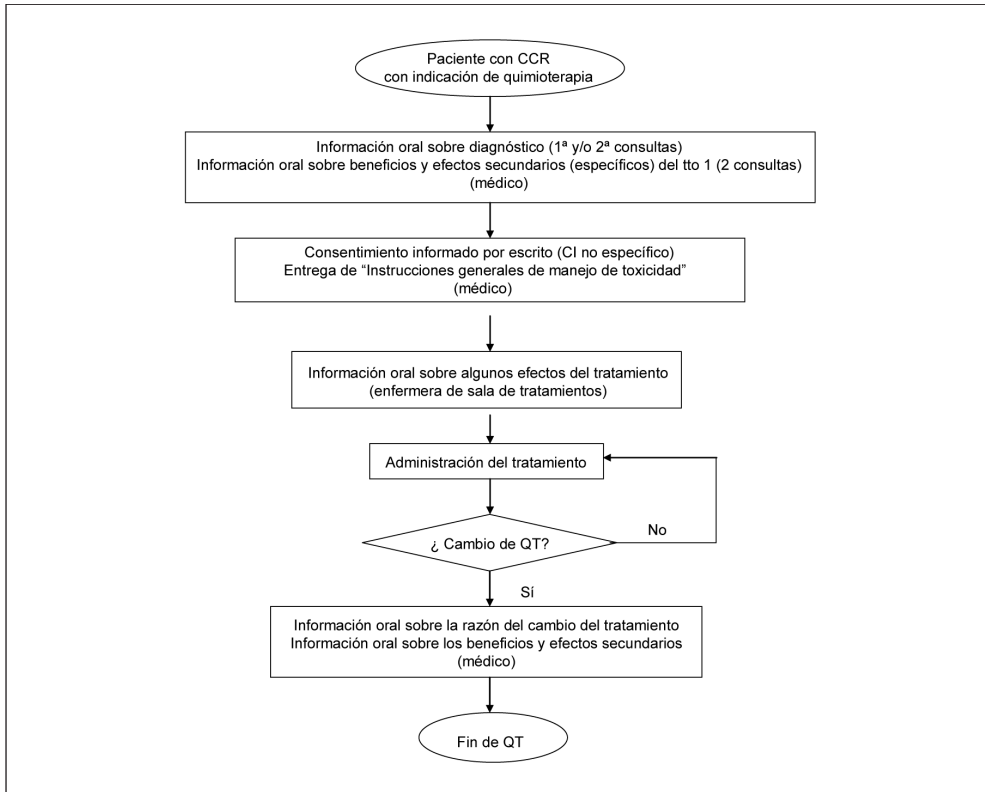 Paciente con CCR
con indicación de quimioterapia
Información oral sobre diagnóstico (1ª y/o 2ª consultas)
Información oral sobre beneficios y efectos secundarios (específicos) del tto 1 (2 consultas)
(médico)
Consentimiento informado por escrito (CI no específico)
Entrega de “Instrucciones generales de manejo de toxicidad”
(médico)
Información oral sobre algunos efectos del tratamiento
(enfermera de sala de tratamientos)
Administración del tratamiento
¿ Cambio de QT?
No
Sí
Información oral sobre la razón del cambio del tratamiento
Información oral sobre los beneficios y efectos secundarios
(médico)
Fin de QT